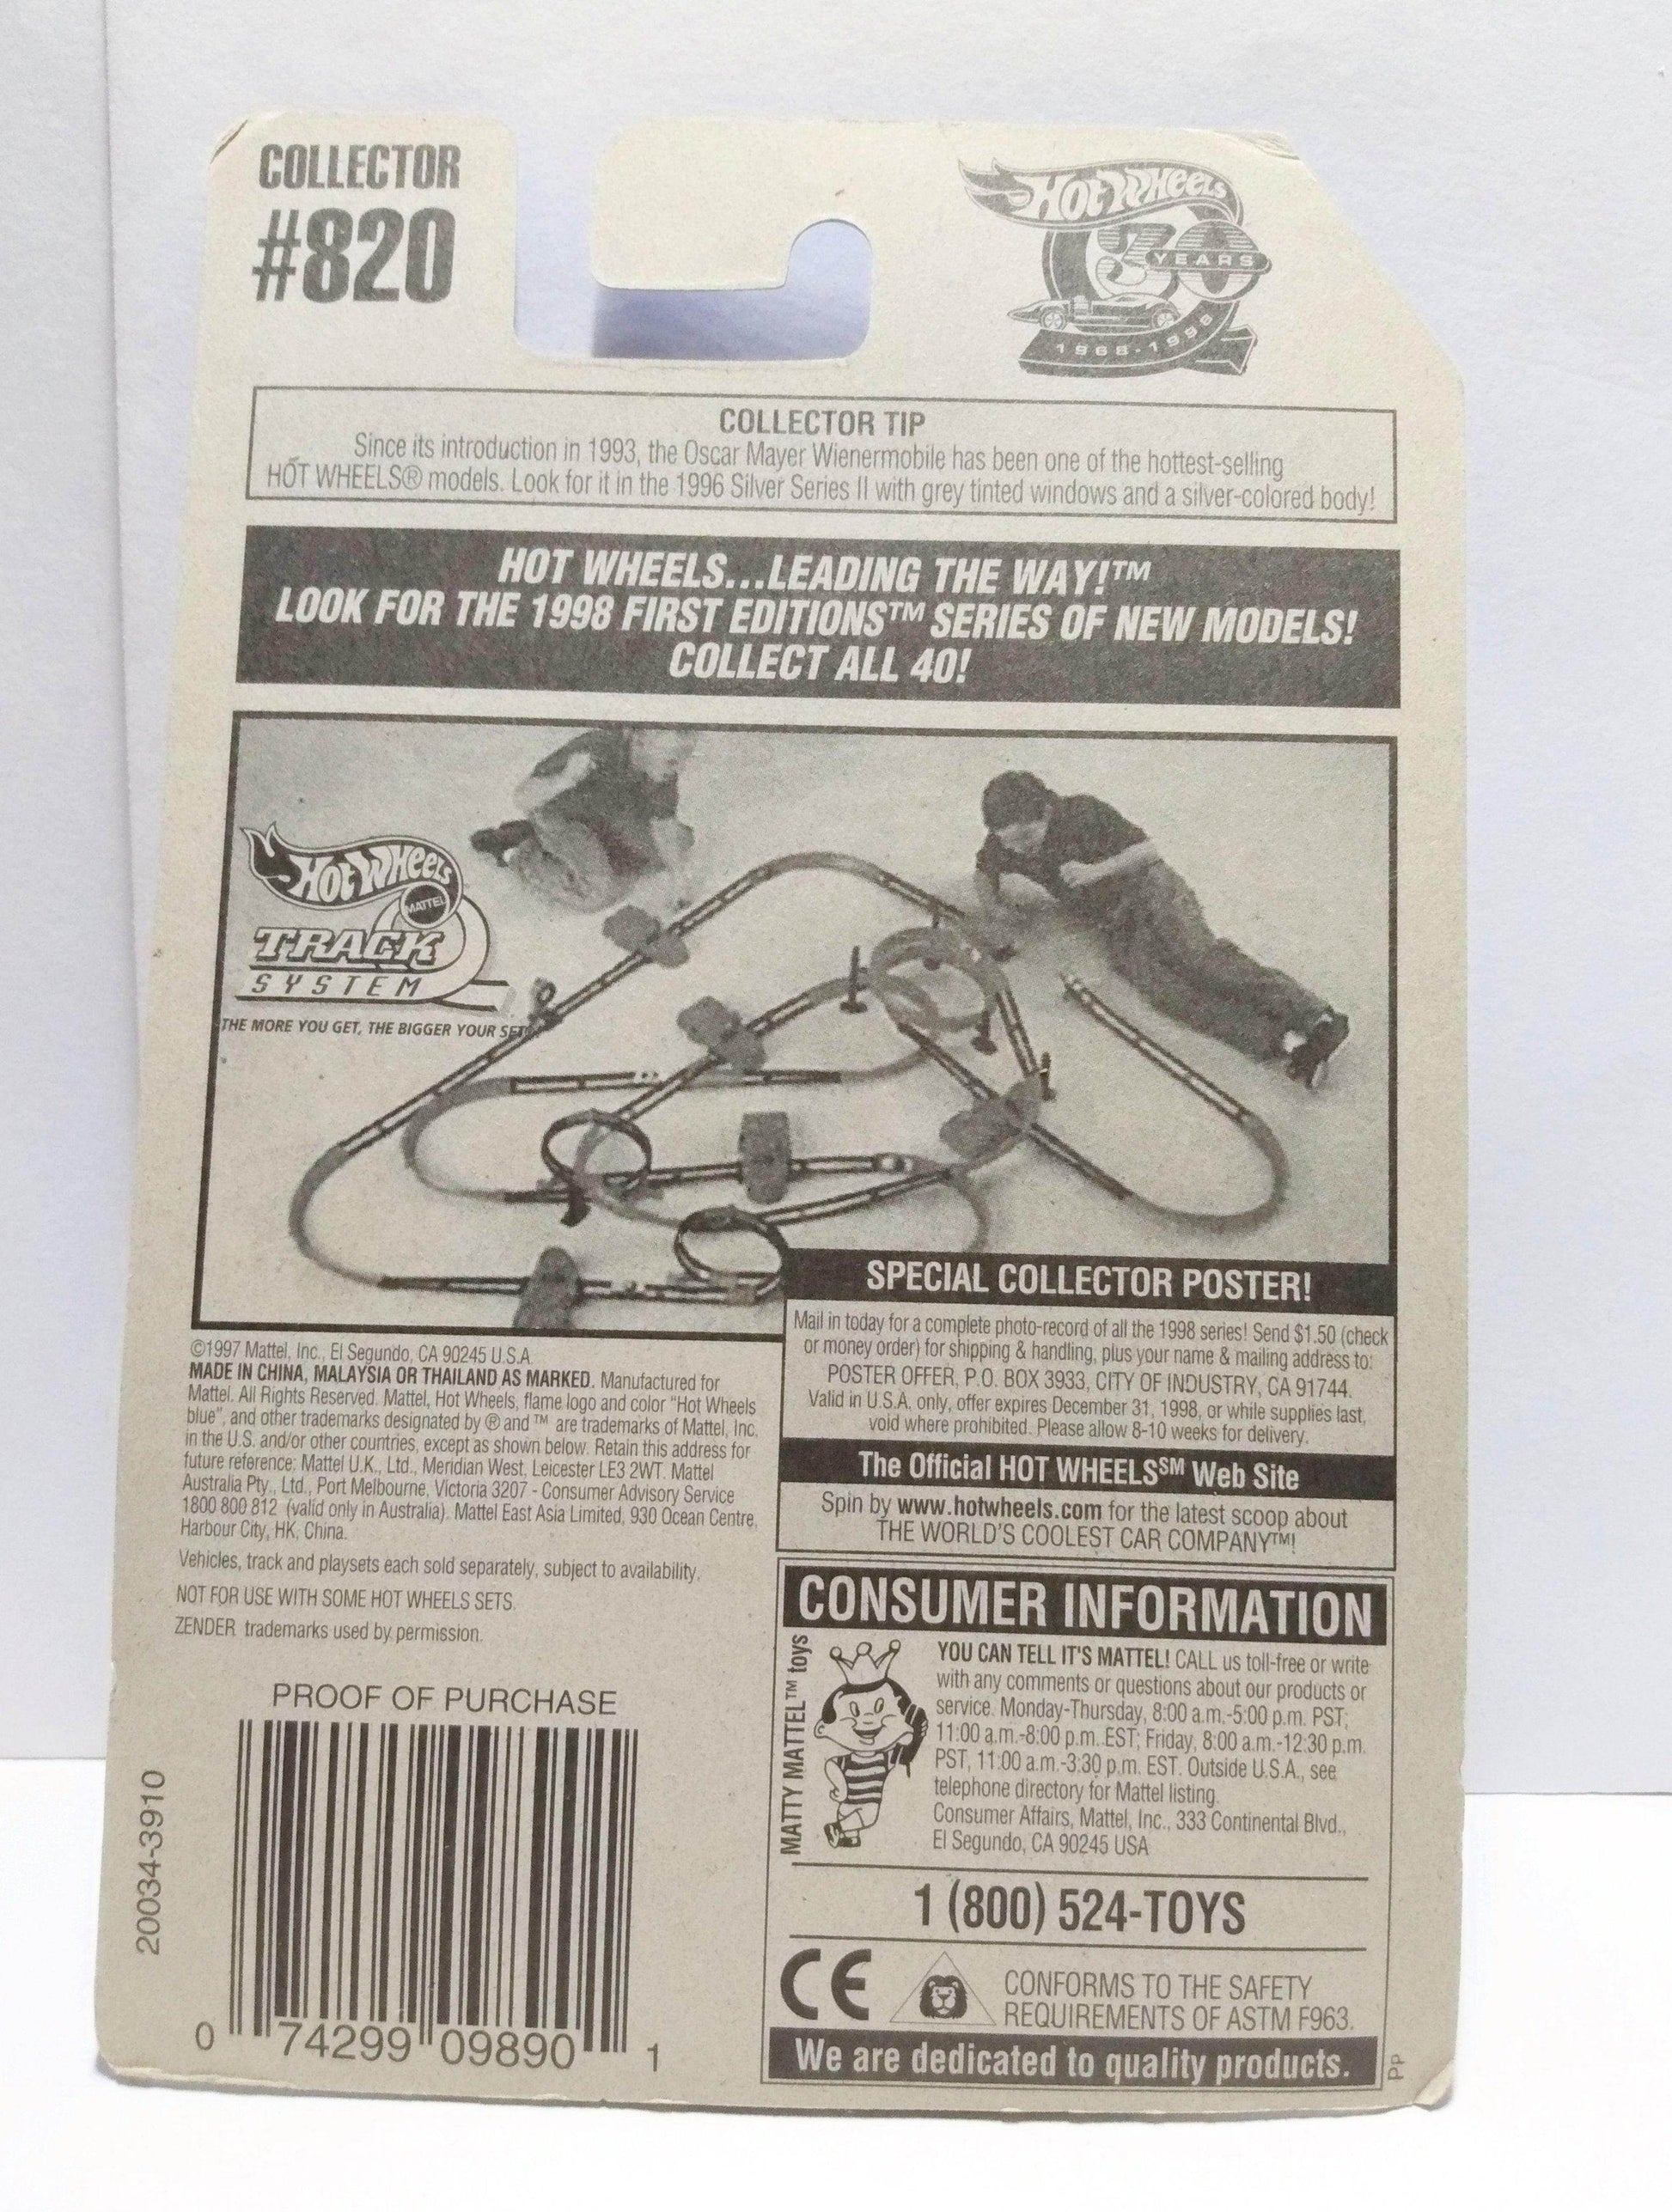 COLLECTOR
#820
HOT WHEELS
30
YEARS
1968-1998
COLLECTOR TIP
Since its introduction in 1993, the Oscar Mayer Wienermobile has been one of the hottest-selling
HOT WHEELS® models. Look for it in the 1996 Silver Series II with grey tinted windows and a silver-colored body!
HOT WHEELS...LEADING THE WAY!™
LOOK FOR THE 1998 FIRST EDITIONS™ SERIES OF NEW MODELS!
COLLECT ALL 40!
HOT WHEELS
MATTEL
TRACK
SYSTEM
THE MORE YOU GET, THE BIGGER YOUR SET
©1997 Mattel, Inc., El Segundo, CA 90245 U.S.A.
MADE IN CHINA, MALAYSIA OR THAILAND AS MARKED. Manufactured for
Mattel. All Rights Reserved. Mattel, Hot Wheels, flame logo and color "Hot Wheels
blue", and other trademarks designated by ® and ™ are trademarks of Mattel, Inc.
in the U.S. and/or other countries, except as shown below. Retain this address for
future reference: Mattel U.K., Ltd., Meridian West, Leicester LE3 2WT. Mattel
Australia Pty., Ltd., Port Melbourne, Victoria 3207 - Consumer Advisory Service
1800 800 812 (valid only in Australia). Mattel East Asia Limited, 930 Ocean Centre,
Harbour City, HK, China.
Vehicles, track and playsets each sold separately, subject to availability.
NOT FOR USE WITH SOME HOT WHEELS SETS.
ZENDER trademarks used by permission.
PROOF OF PURCHASE
0 74299 09890 1
20034-3910
SPECIAL COLLECTOR POSTER!
Mail in today for a complete photo-record of all the 1998 series! Send $1.50 (check
or money order) for shipping & handling, plus your name & mailing address to:
POSTER OFFER, P.O. BOX 3933, CITY OF INDUSTRY, CA 91744.
Valid in U.S.A. only, offer expires December 31, 1998, or while supplies last,
void where prohibited. Please allow 8-10 weeks for delivery.
The Official HOT WHEELS℠ Web Site
Spin by www.hotwheels.com for the latest scoop about
THE WORLD'S COOLEST CAR COMPANY™!
CONSUMER INFORMATION
MATTY MATTEL™ toys
YOU CAN TELL IT'S MATTEL! CALL us toll-free or write
with any comments or questions about our products or
service. Monday-Thursday, 8:00 a.m.-5:00 p.m. PST;
11:00 a.m.-8:00 p.m. EST; Friday, 8:00 a.m.-12:30 p.m.
PST, 11:00 a.m.-3:30 p.m. EST. Outside U.S.A., see
telephone directory for Mattel listing.
Consumer Affairs, Mattel, Inc., 333 Continental Blvd.,
El Segundo, CA 90245 USA
1 (800) 524-TOYS
CE
CONFORMS TO THE SAFETY
REQUIREMENTS OF ASTM F963.
We are dedicated to quality products.
PP